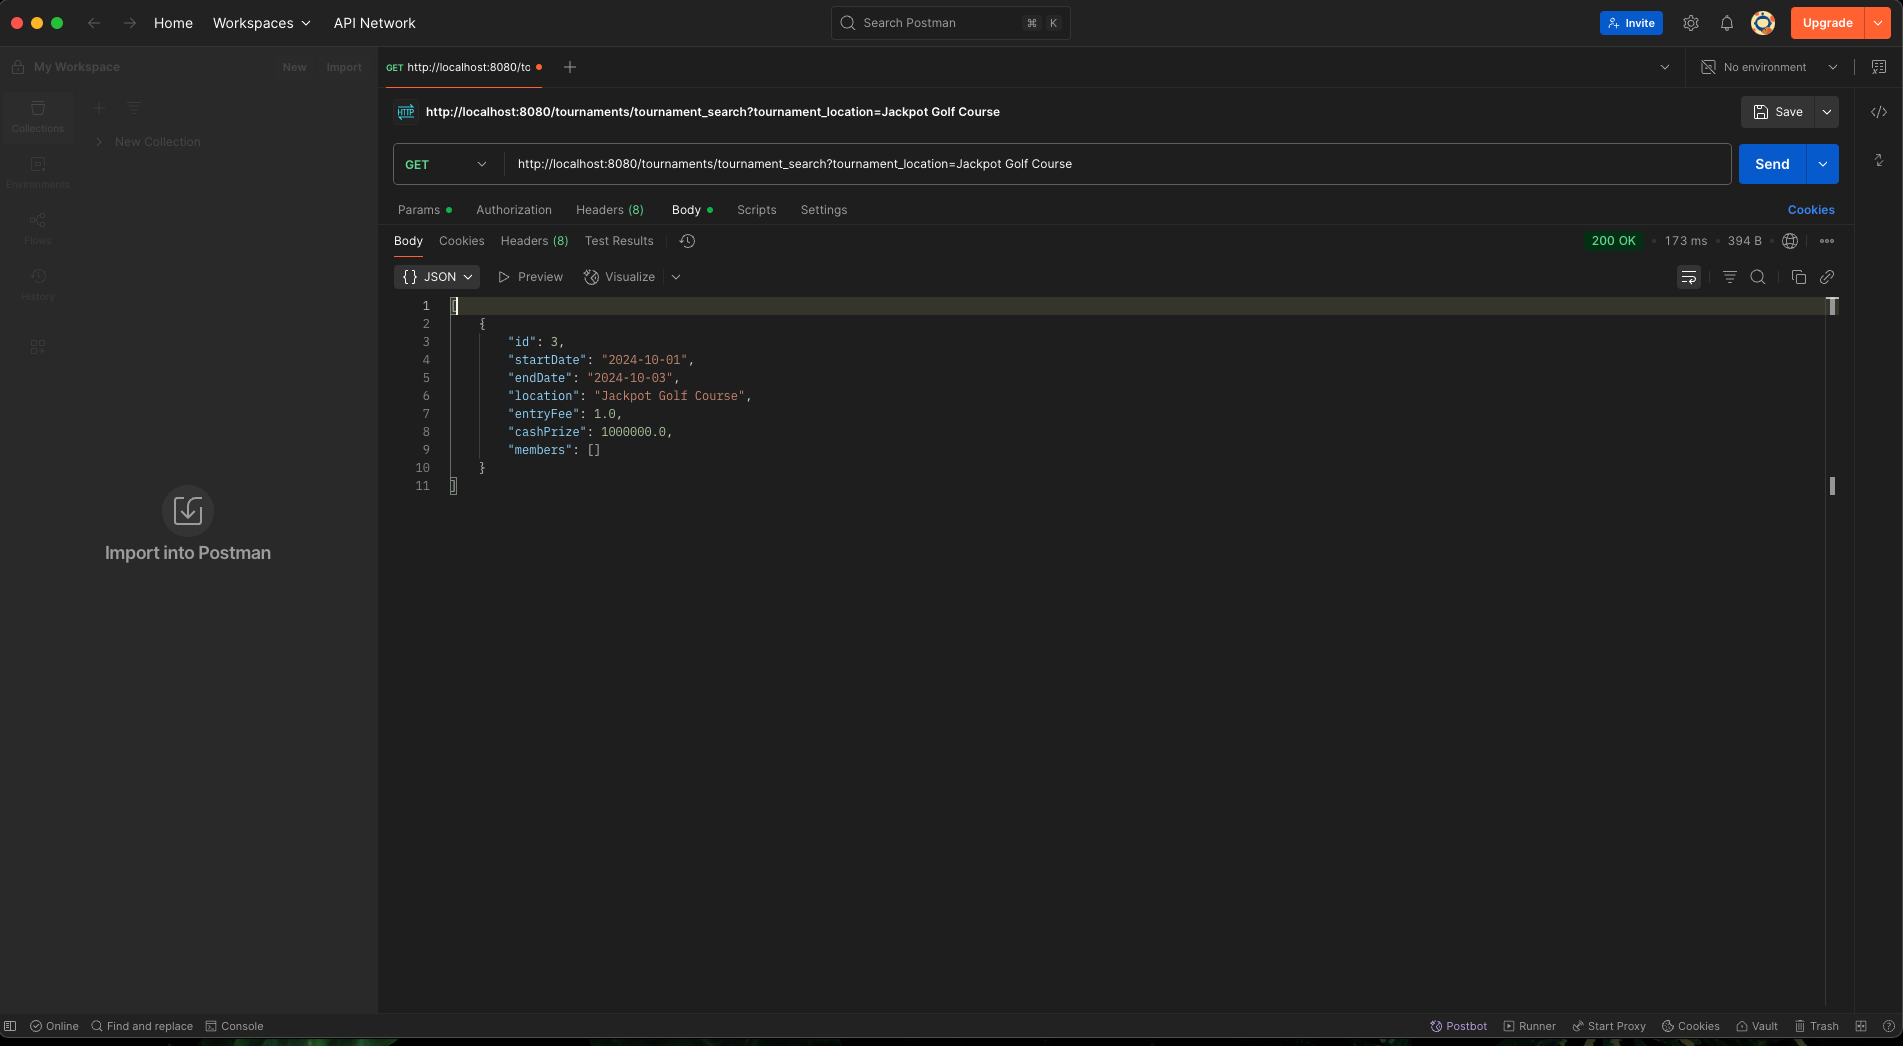 Home Workspaces API Network Search Postman ⌘ K Invite Upgrade
My Workspace New Import GET http://localhost:8080/to No environment
Collections
New Collection
Environments
Flows
History
Import into Postman
HTTP http://localhost:8080/tournaments/tournament_search?tournament_location=Jackpot Golf Course Save
GET http://localhost:8080/tournaments/tournament_search?tournament_location=Jackpot Golf Course Send
Params Authorization Headers (8) Body Scripts Settings Cookies
Body Cookies Headers (8) Test Results 200 OK 173 ms 394 B
{} JSON Preview Visualize
1 [
2 {
3 "id": 3,
4 "startDate": "2024-10-01",
5 "endDate": "2024-10-03",
6 "location": "Jackpot Golf Course",
7 "entryFee": 1.0,
8 "cashPrize": 1000000.0,
9 "members": []
10 }
11 ]
Online Find and replace Console Postbot Runner Start Proxy Cookies Vault Trash